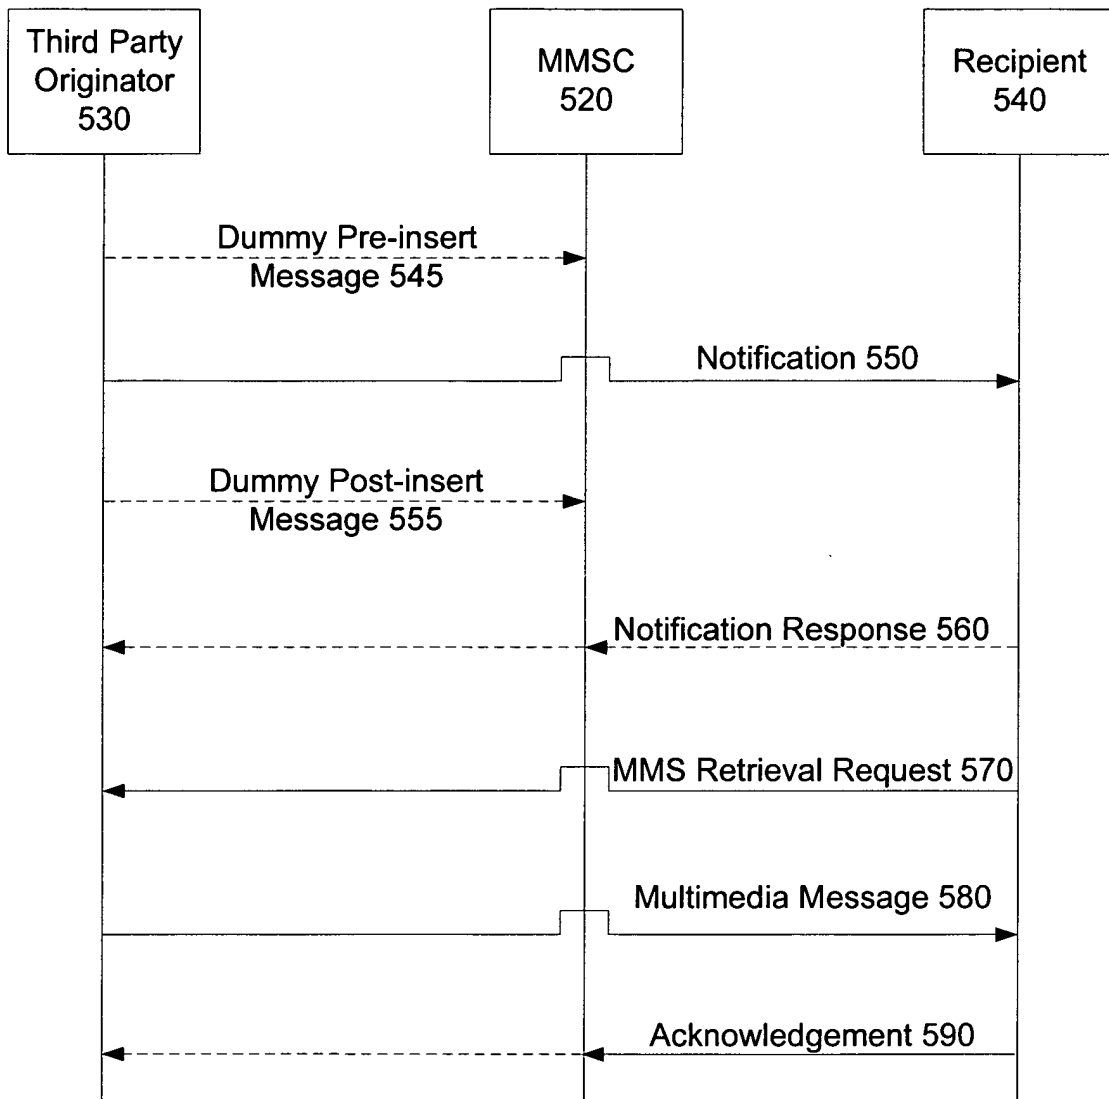 Third Party
Originator
530
MMSC
520
Recipient
540
Dummy Pre-insert
Message 545
Notification 550
Dummy Post-insert
Message 555
Notification Response 560
MMS Retrieval Request 570
Multimedia Message 580
Acknowledgement 590